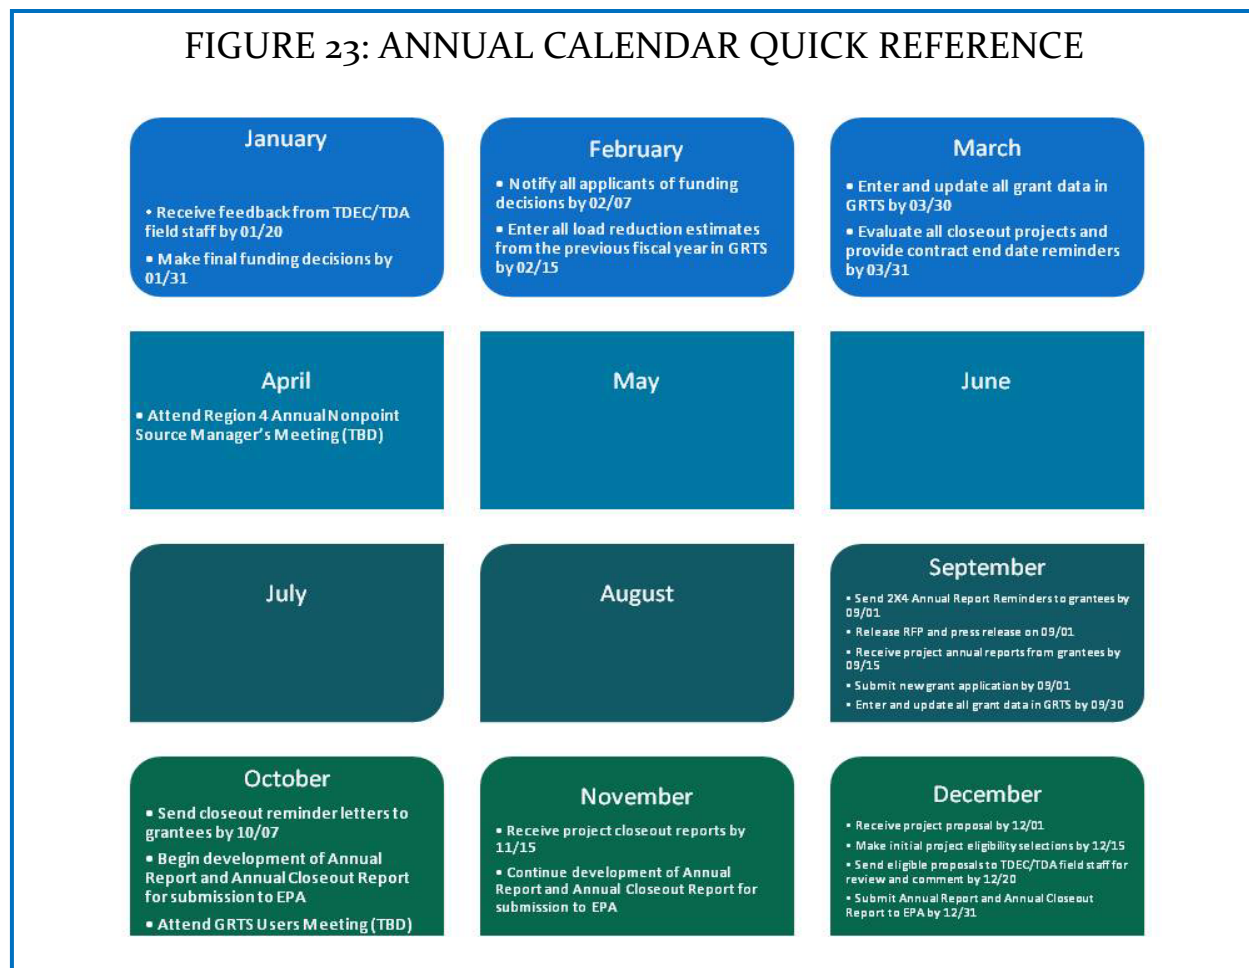 FIGURE 23: ANNUAL CALENDAR QUICK REFERENCE
January
• Receive feedback from TDEC/TDA
field staff by 01/20
▪ Make final funding decisions by
01/31
February
▪ Notify all applicants of funding
decisions by 02/07
▪ Enter all load reduction estimates
from the previous fiscal year in GRTS
by 02/15
March
▪ Enter and update all grant data in
GRTS by 03/30
▪ Evaluate all closeout projects and
provide contract end date reminders
by 03/31
April
▪ Attend Region 4 Annual Nonpoint
Source Manager's Meeting (TBD)
May
June
July
August
September
▪ Send 2X4 Annual Report Reminders to grantees by
09/01
▪ Release RFP and press release on 09/01
▪ Receive project annual reports from grantees by
09/15
▪ Submit new grant application by 09/01
▪ Enter and update all grant data in GRTS by 09/30
October
▪ Send closeout reminder letters to
grantees by 10/07
▪ Begin development of Annual
Report and Annual Closeout Report
for submission to EPA
▪ Attend GRTS Users Meeting (TBD)
November
▪ Receive project closeout reports by
11/15
▪ Continue development of Annual
Report and Annual Closeout Report for
submission to EPA
December
▪ Receive project proposal by 12/01
▪ Make initial project eligibility selections by 12/15
▪ Send eligible proposals to TDEC/TDA field staff for
review and comment by 12/20
▪ Submit Annual Report and Annual Closeout
Report to EPA by 12/31